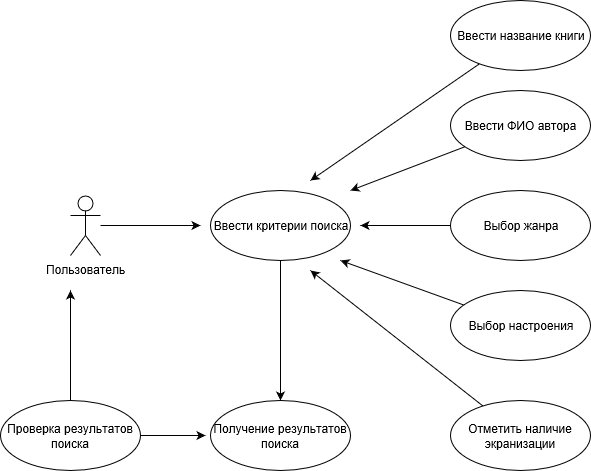 Ввести название книги
Ввести ФИО автора
Пользователь
Ввести критерии поиска
Выбор жанра
Выбор настроения
Проверка результатов
поиска
Получение результатов
поиска
Отметить наличие
экранизации